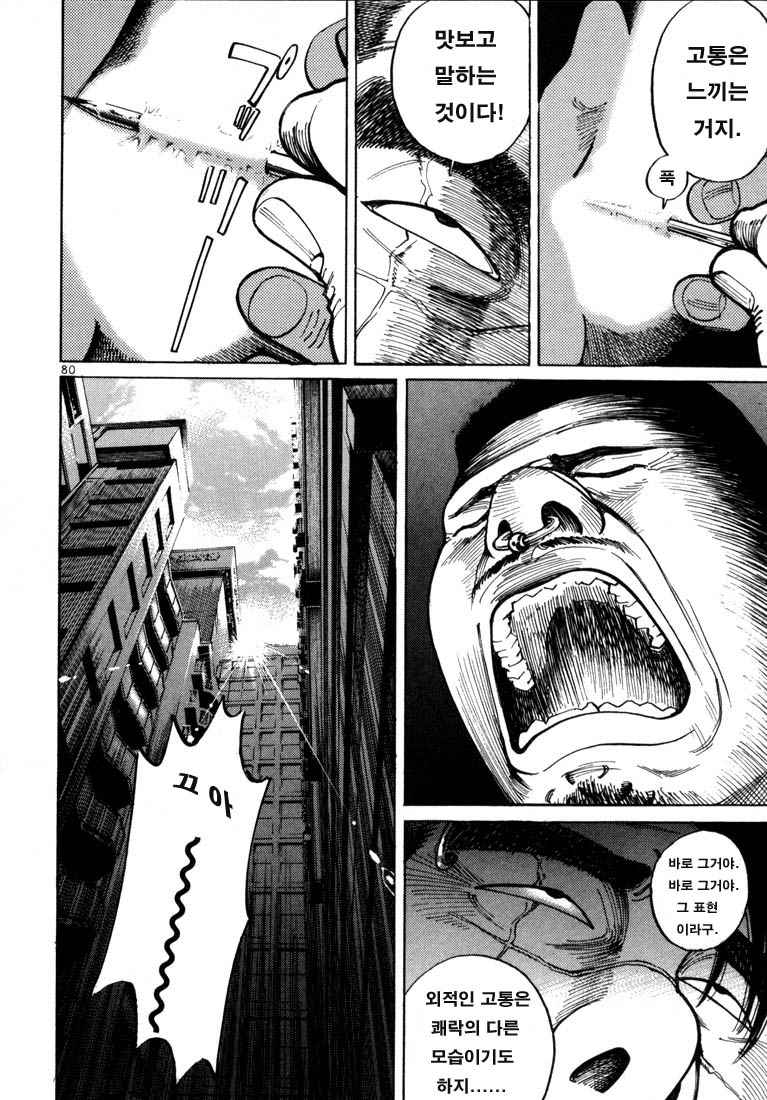 고통은
느끼는
거지.
푹
맛보고
말하는
것이다!
80
끄아
바로 그거야.
바로 그거야.
그 표현
이라구.
외적인 고통은
쾌락의 다른
모습이기도
하지......